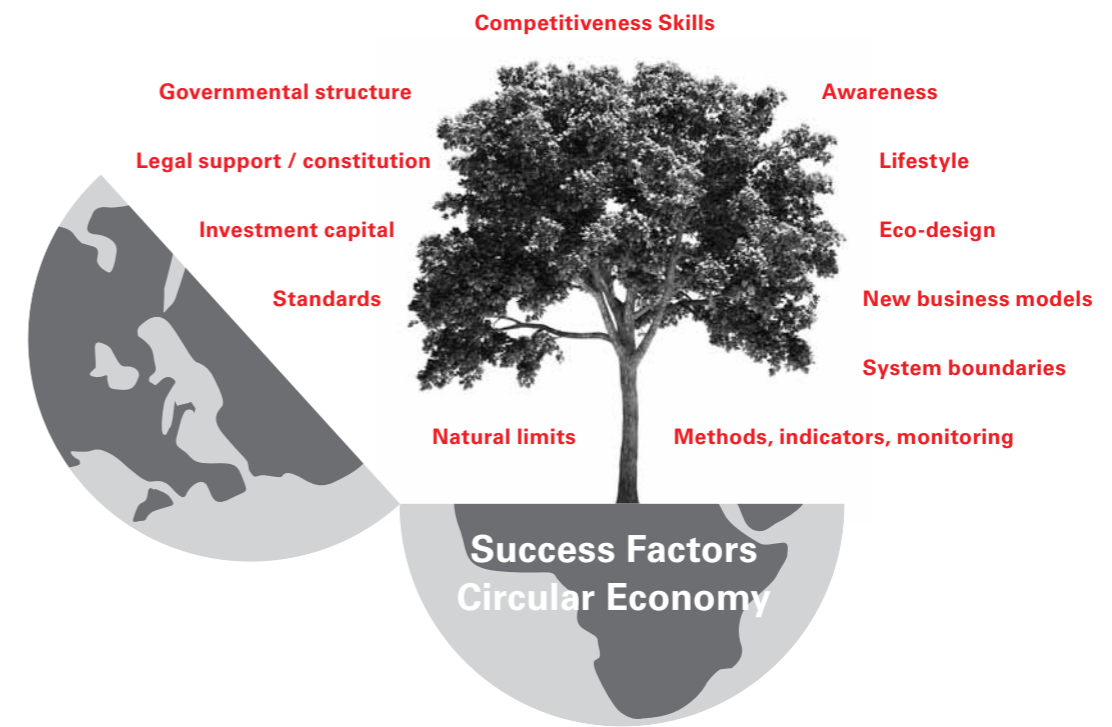 Competitiveness Skills
Governmental structure
Awareness
Legal support / constitution
Lifestyle
Investment capital
Eco-design
Standards
New business models
System boundaries
Natural limits
Methods, indicators, monitoring
Success Factors
Circular Economy